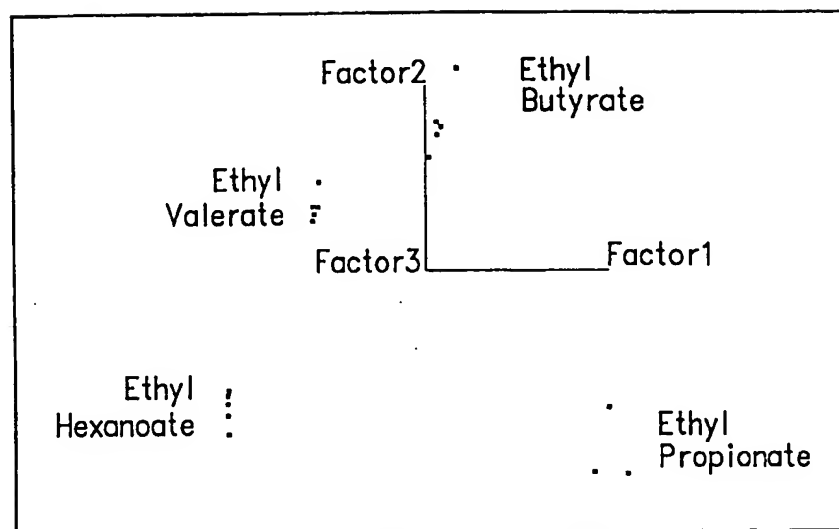 Factor2
Ethyl
Butyrate
Ethyl
Valerate
Factor3
Factor1
Ethyl
Hexanoate
Ethyl
Propionate